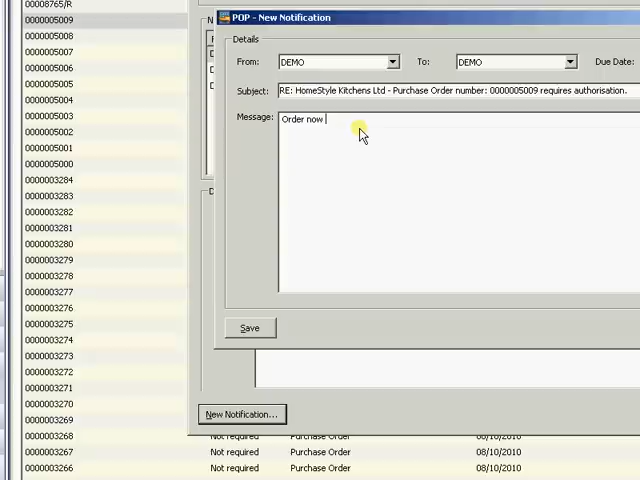 00008765/R
0000005009
0000005008
0000005007
0000005006
0000005005
0000005004
0000005003
0000005002
0000005001
0000005000
0000003284
0000003283
0000003282
0000003281
0000003280
0000003279
0000003278
0000003277
0000003276
0000003275
0000003274
0000003273
0000003272
0000003271
0000003270
0000003269
0000003268 Not required Purchase Order 08/10/2010
0000003267 Not required Purchase Order 08/10/2010
0000003266 Not required Purchase Order 08/10/2010
POP - New Notification
Details
From: DEMO To: DEMO Due Date:
Subject: RE: HomeStyle Kitchens Ltd - Purchase Order number: 0000005009 requires authorisation.
Message: Order now
Save
New Notification...